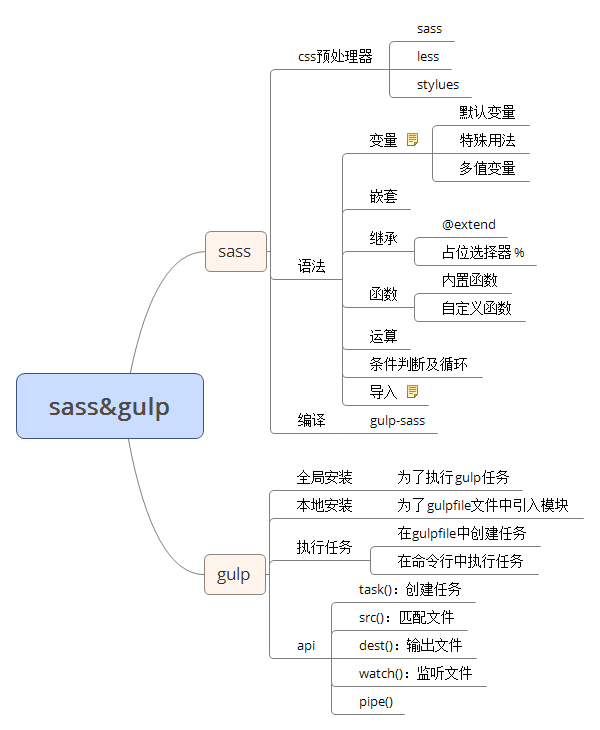 sass&gulp
sass
css预处理器
sass
less
stylues
语法
变量
默认变量
特殊用法
多值变量
嵌套
继承
@extend
占位选择器%
函数
内置函数
自定义函数
运算
条件判断及循环
导入
编译
gulp-sass
gulp
全局安装
为了执行gulp任务
本地安装
为了gulpfile文件中引入模块
执行任务
在gulpfile中创建任务
在命令行中执行任务
api
task()：创建任务
src()：匹配文件
dest()：输出文件
watch()：监听文件
pipe()